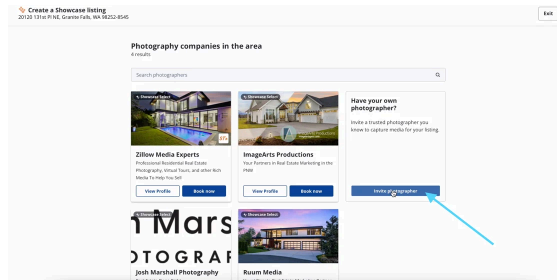 Create a Showcase listing
20120 131st Pl NE, Granite Falls, WA 98252-8545
Exit
Photography companies in the area
4 results
Search photographers
Showcase Select
Zillow Media Experts
Professional Residential Real Estate
Photography, Virtual Tours, and other Rich
Media To Help You Sell
View Profile
Book now
Showcase Select
ImageArts Productions
ImageArts Productions
Your Partners in Real Estate Marketing in the
PNW
View Profile
Book now
Have your own
photographer?
Invite a trusted photographer you
know to capture media for your listing.
Invite photographer
Showcase Select
Mars
OTOGRAP
Josh Marshall Photography
Showcase Select
Ruum Media